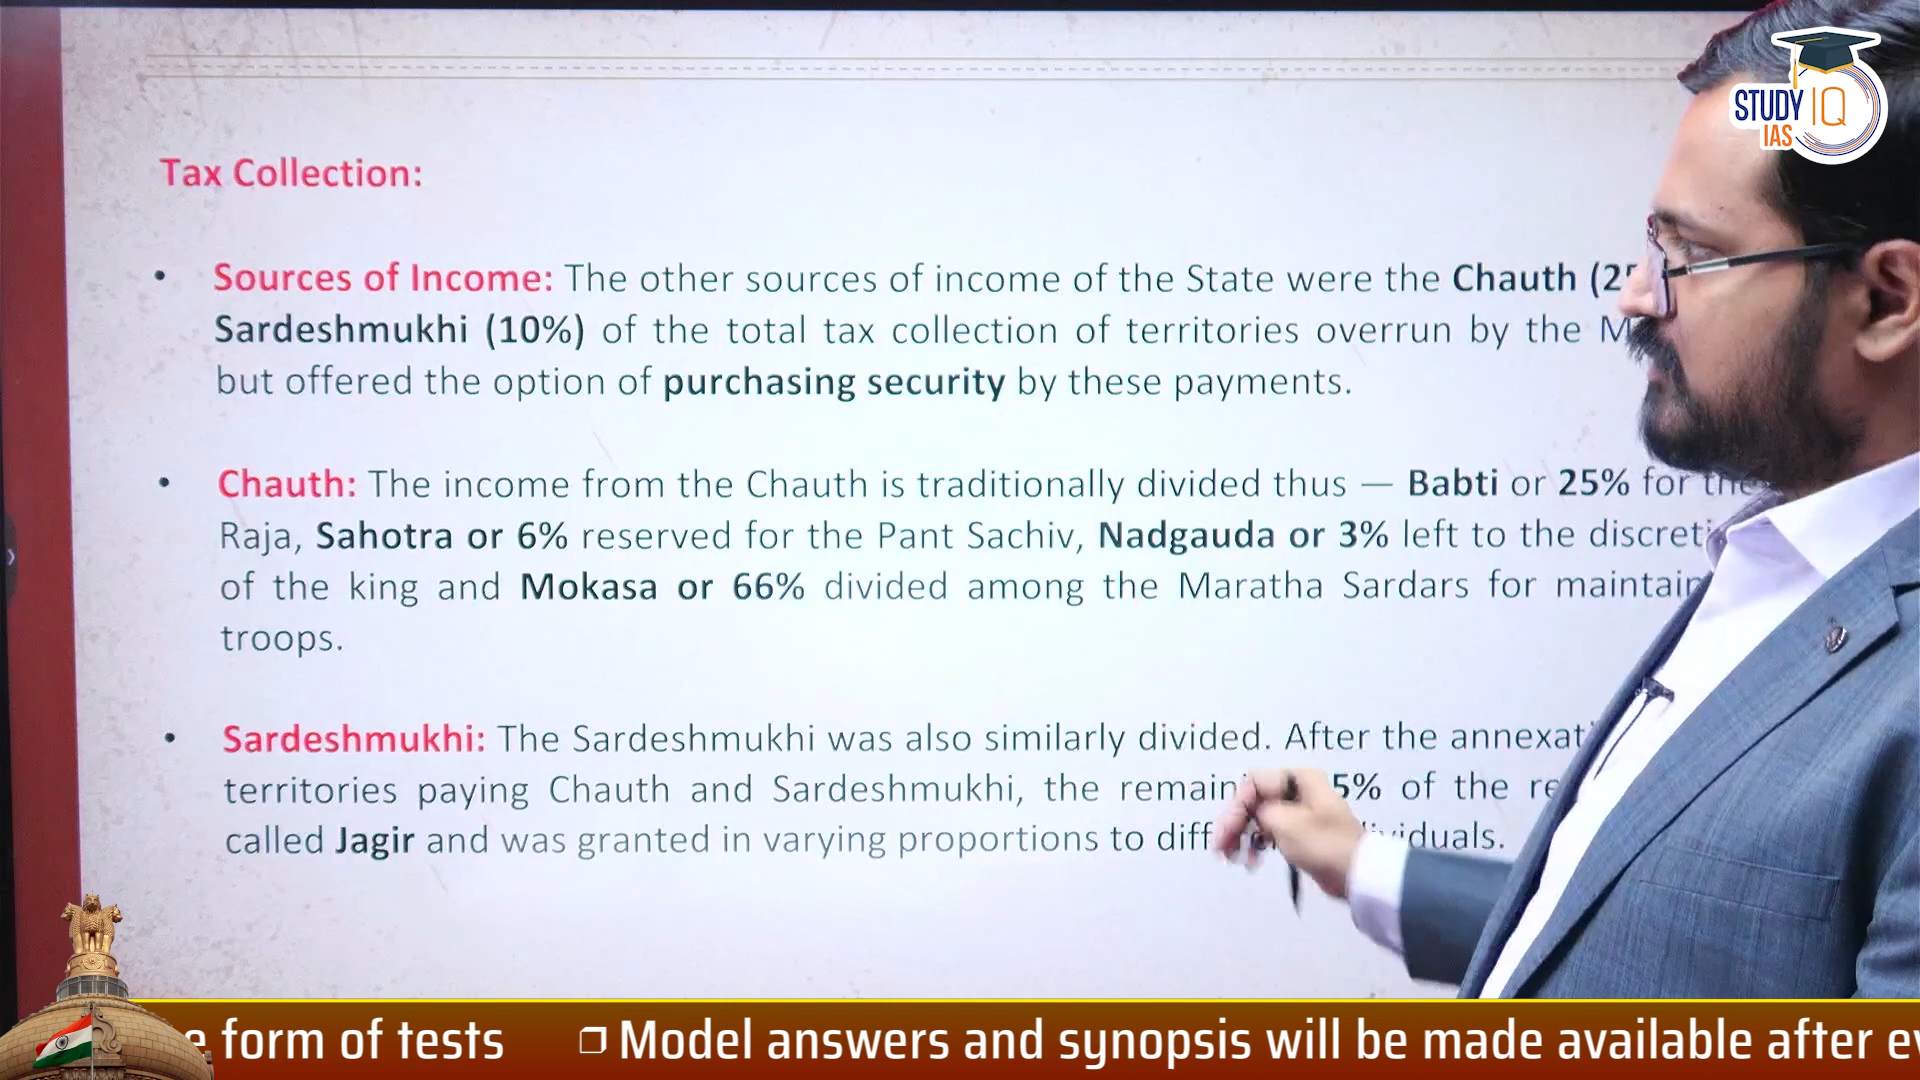 STUDY IQ
IAS
Tax Collection:
• Sources of Income: The other sources of income of the State were the Chauth
Sardeshmukhi (10%) of the total tax collection of territories overrun by the
but offered the option of purchasing security by these payments.
• Chauth: The income from the Chauth is traditionally divided thus — Babti or 25% for the
Raja, Sahotra or 6% reserved for the Pant Sachiv, Nadgauda or 3% left to the
of the king and Mokasa or 66% divided among the Maratha Sardars for
troops.
• Sardeshmukhi: The Sardeshmukhi was also similarly divided. After the
territories paying Chauth and Sardeshmukhi, the of the
called Jagir and was granted in varying proportions to
form of tests ❐ Model answers and synopsis will be made available after